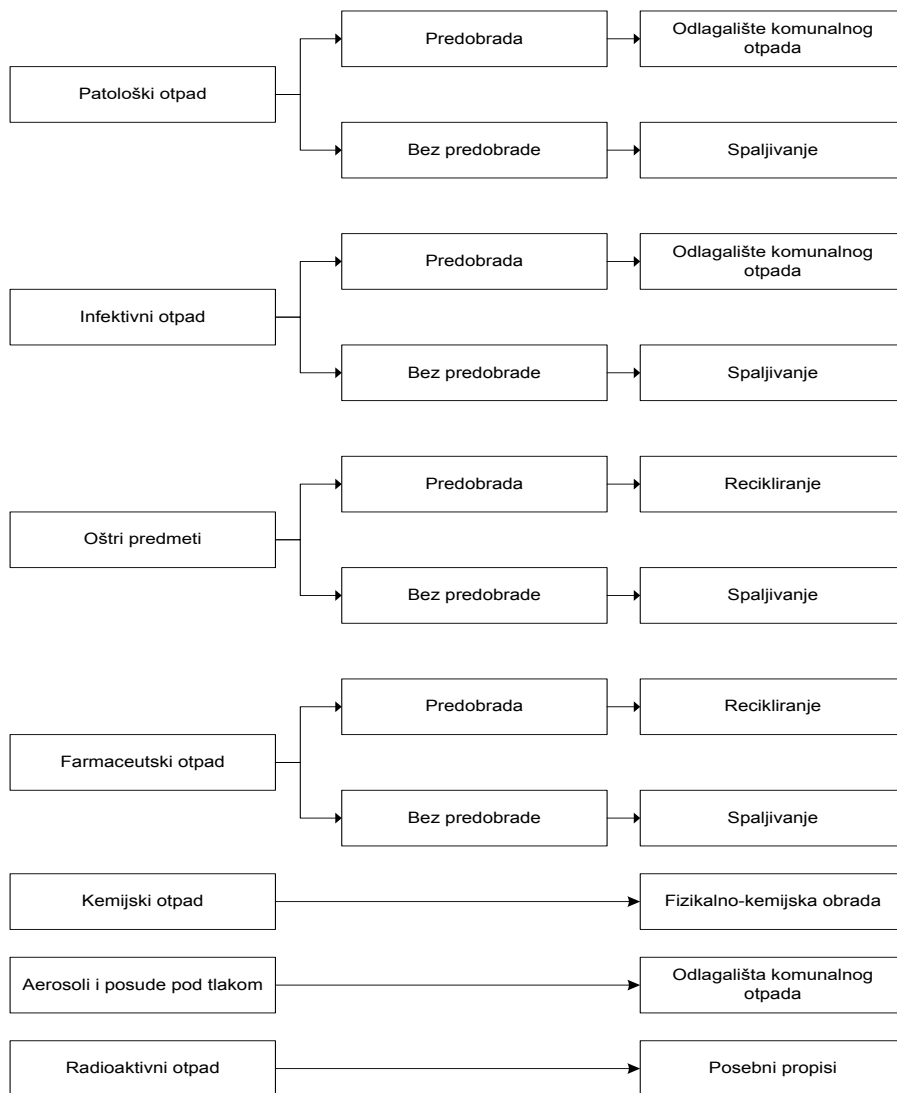 Predobrada
Odlagalište komunalnog
otpada
Patološki otpad
Bez predobrade
Spaljivanje
Predobrada
Odlagalište komunalnog
otpada
Infektivni otpad
Bez predobrade
Spaljivanje
Predobrada
Recikliranje
Oštri predmeti
Bez predobrade
Spaljivanje
Predobrada
Recikliranje
Farmaceutski otpad
Bez predobrade
Spaljivanje
Kemijski otpad
Fizikalno-kemijska obrada
Aerosoli i posude pod tlakom
Odlagališta komunalnog
otpada
Radioaktivni otpad
Posebni propisi